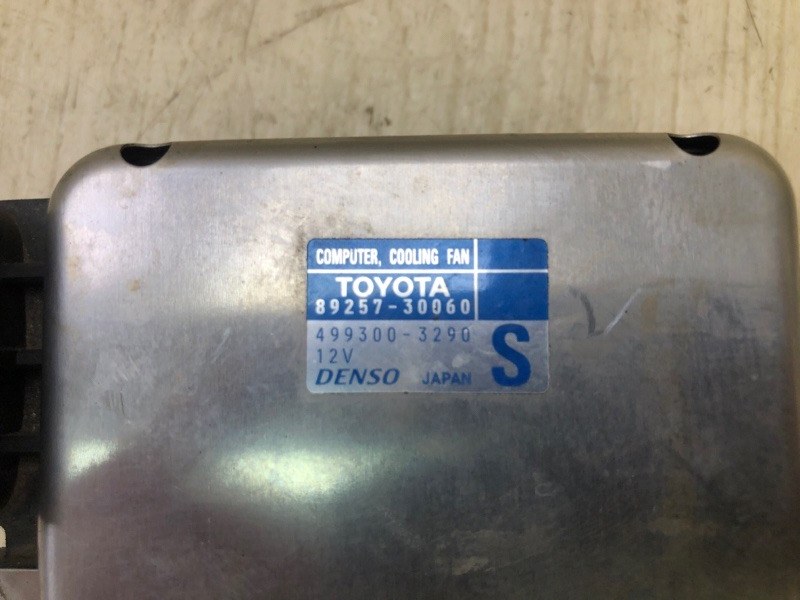 COMPUTER, COOLING FAN
TOYOTA
89257-30060
499300-3290
12V
S
DENSO JAPAN